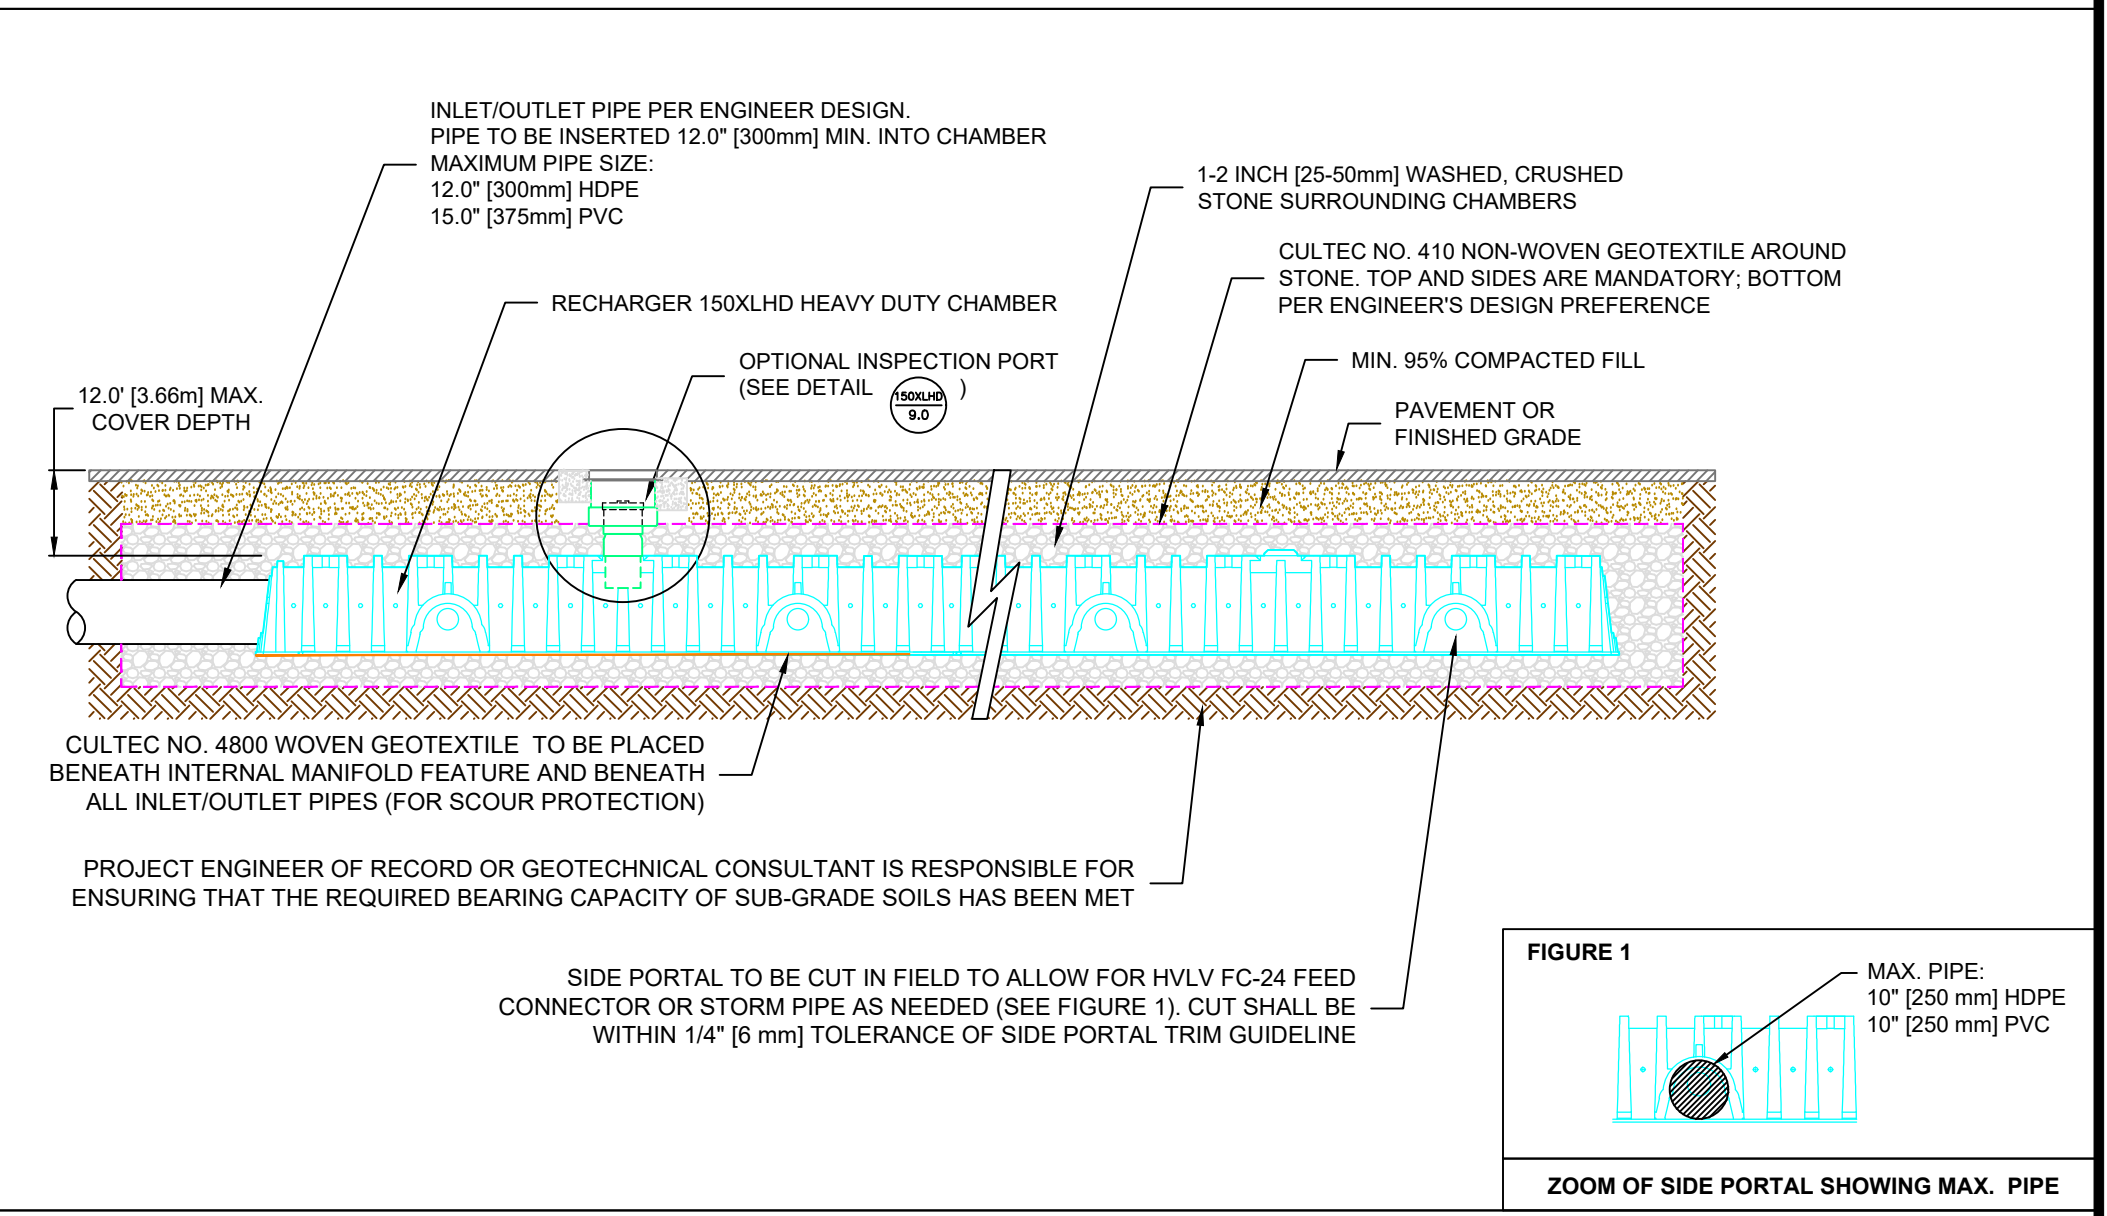 INLET/OUTLET PIPE PER ENGINEER DESIGN.
PIPE TO BE INSERTED 12.0" [300mm] MIN. INTO CHAMBER
MAXIMUM PIPE SIZE:
12.0" [300mm] HDPE
15.0" [375mm] PVC
1-2 INCH [25-50mm] WASHED, CRUSHED
STONE SURROUNDING CHAMBERS
CULTEC NO. 410 NON-WOVEN GEOTEXTILE AROUND
STONE. TOP AND SIDES ARE MANDATORY; BOTTOM
PER ENGINEER'S DESIGN PREFERENCE
RECHARGER 150XLHD HEAVY DUTY CHAMBER
OPTIONAL INSPECTION PORT
(SEE DETAIL 150XLHD )
9.0
MIN. 95% COMPACTED FILL
12.0' [3.66m] MAX.
COVER DEPTH
PAVEMENT OR
FINISHED GRADE
CULTEC NO. 4800 WOVEN GEOTEXTILE TO BE PLACED
BENEATH INTERNAL MANIFOLD FEATURE AND BENEATH
ALL INLET/OUTLET PIPES (FOR SCOUR PROTECTION)
PROJECT ENGINEER OF RECORD OR GEOTECHNICAL CONSULTANT IS RESPONSIBLE FOR
ENSURING THAT THE REQUIRED BEARING CAPACITY OF SUB-GRADE SOILS HAS BEEN MET
SIDE PORTAL TO BE CUT IN FIELD TO ALLOW FOR HVLV FC-24 FEED
CONNECTOR OR STORM PIPE AS NEEDED (SEE FIGURE 1). CUT SHALL BE
WITHIN 1/4" [6 mm] TOLERANCE OF SIDE PORTAL TRIM GUIDELINE
FIGURE 1
MAX. PIPE:
10" [250 mm] HDPE
10" [250 mm] PVC
ZOOM OF SIDE PORTAL SHOWING MAX. PIPE